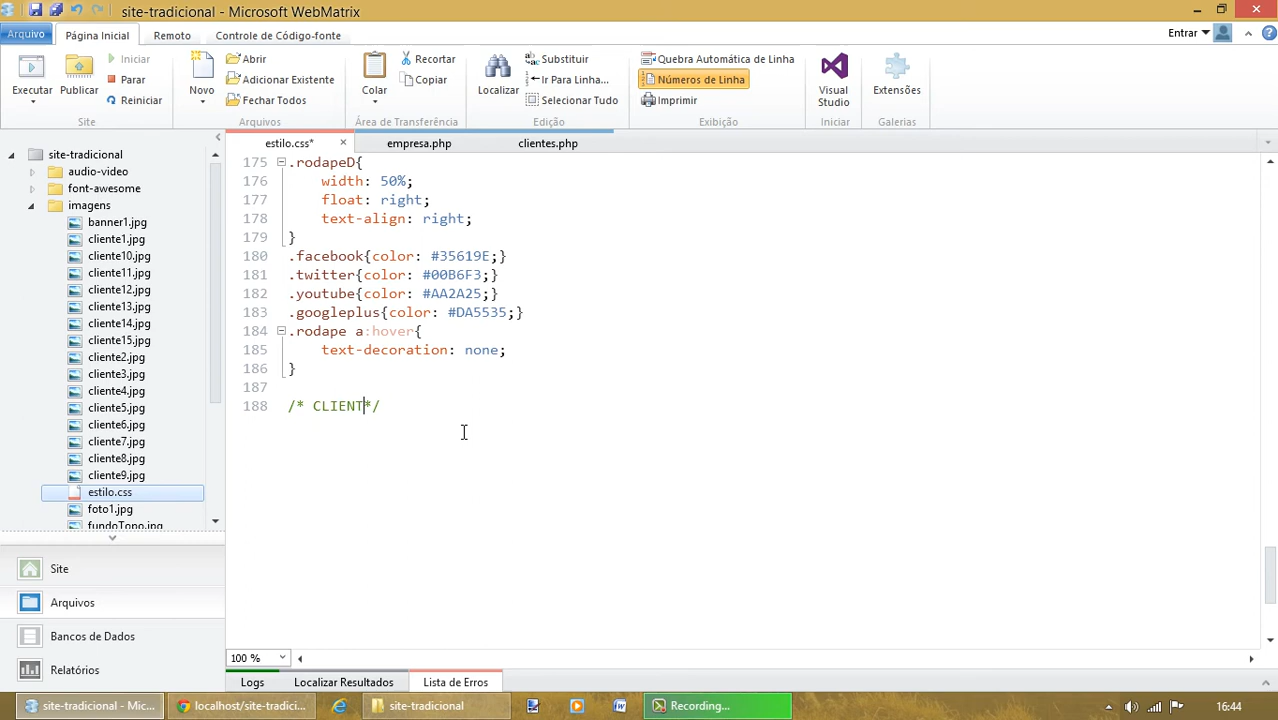 site-tradicional - Microsoft WebMatrix
Arquivo Página Inicial Remoto Controle de Código-fonte Entrar
Iniciar Abrir Recortar Substituir Quebra Automática de Linha
Parar Adicionar Existente Copiar Ir Para Linha... Números de Linha
Executar Publicar Reiniciar Novo Fechar Todos Colar Localizar Selecionar Tudo Imprimir Visual Studio Extensões
Site Arquivos Área de Transferência Edição Exibição Iniciar Galerias
estilo.css* × empresa.php clientes.php
site-tradicional
audio-video
font-awesome
imagens
banner1.jpg
cliente1.jpg
cliente10.jpg
cliente11.jpg
cliente12.jpg
cliente13.jpg
cliente14.jpg
cliente15.jpg
cliente2.jpg
cliente3.jpg
cliente4.jpg
cliente5.jpg
cliente6.jpg
cliente7.jpg
cliente8.jpg
cliente9.jpg
estilo.css
foto1.jpg
fundoTopo.jpg
Site
Arquivos
Bancos de Dados
Relatórios
175 .rodapeD{
176 width: 50%;
177 float: right;
178 text-align: right;
179 }
180 .facebook{color: #35619E;}
181 .twitter{color: #00B6F3;}
182 .youtube{color: #AA2A25;}
183 .googleplus{color: #DA5535;}
184 .rodape a:hover{
185 text-decoration: none;
186 }
187
188 /* CLIENT*/
100 %
Logs Localizar Resultados Lista de Erros
site-tradicional - Mic... localhost/site-tradici... site-tradicional Recording... 16:44